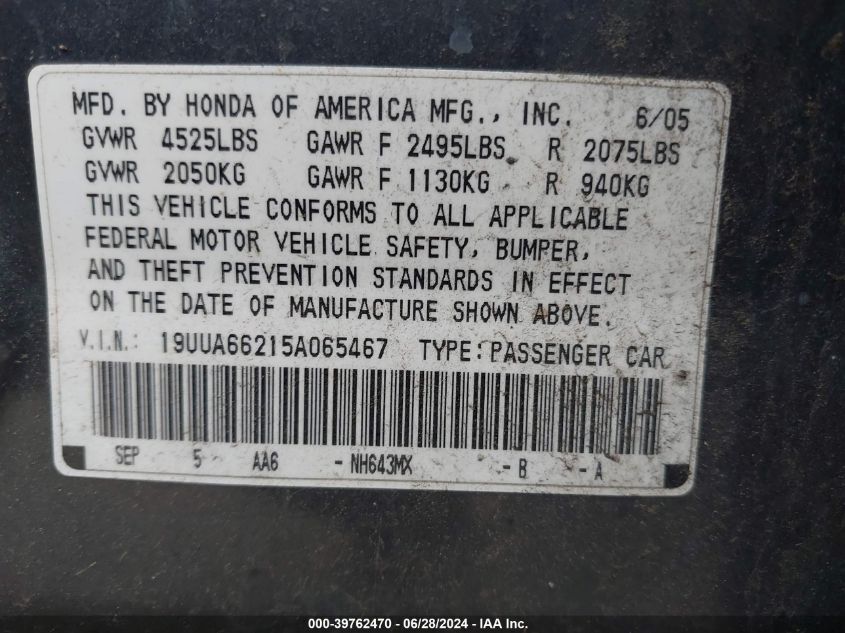 MFD. BY HONDA OF AMERICA MFG., INC. 6/05
GVWR 4525LBS GAWR F 2495LBS R 2075LBS
GVWR 2050KG GAWR F 1130KG R 940KG
THIS VEHICLE CONFORMS TO ALL APPLICABLE
FEDERAL MOTOR VEHICLE SAFETY, BUMPER,
AND THEFT PREVENTION STANDARDS IN EFFECT
ON THE DATE OF MANUFACTURE SHOWN ABOVE.
V.I.N.: 19UUA66215A065467 TYPE: PASSENGER CAR
SEP 5 AA6 - NH643MX - B - A
000-39762470 / 06/28/2024 - IAA Inc.